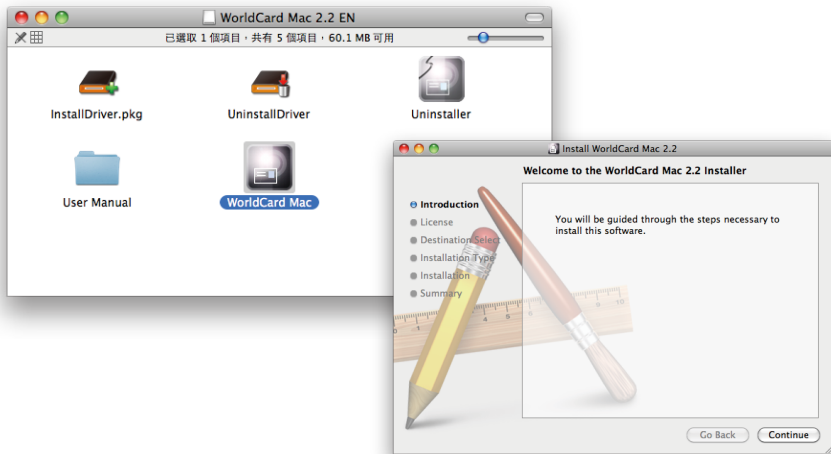 WorldCard Mac 2.2 EN
已選取 1 個項目，共有 5 個項目，60.1 MB 可用
InstallDriver.pkg
UninstallDriver
Uninstaller
User Manual
WorldCard Mac
Install WorldCard Mac 2.2
Welcome to the WorldCard Mac 2.2 Installer
Introduction
License
Destination Select
Installation Type
Installation
Summary
You will be guided through the steps necessary to
install this software.
Go Back
Continue